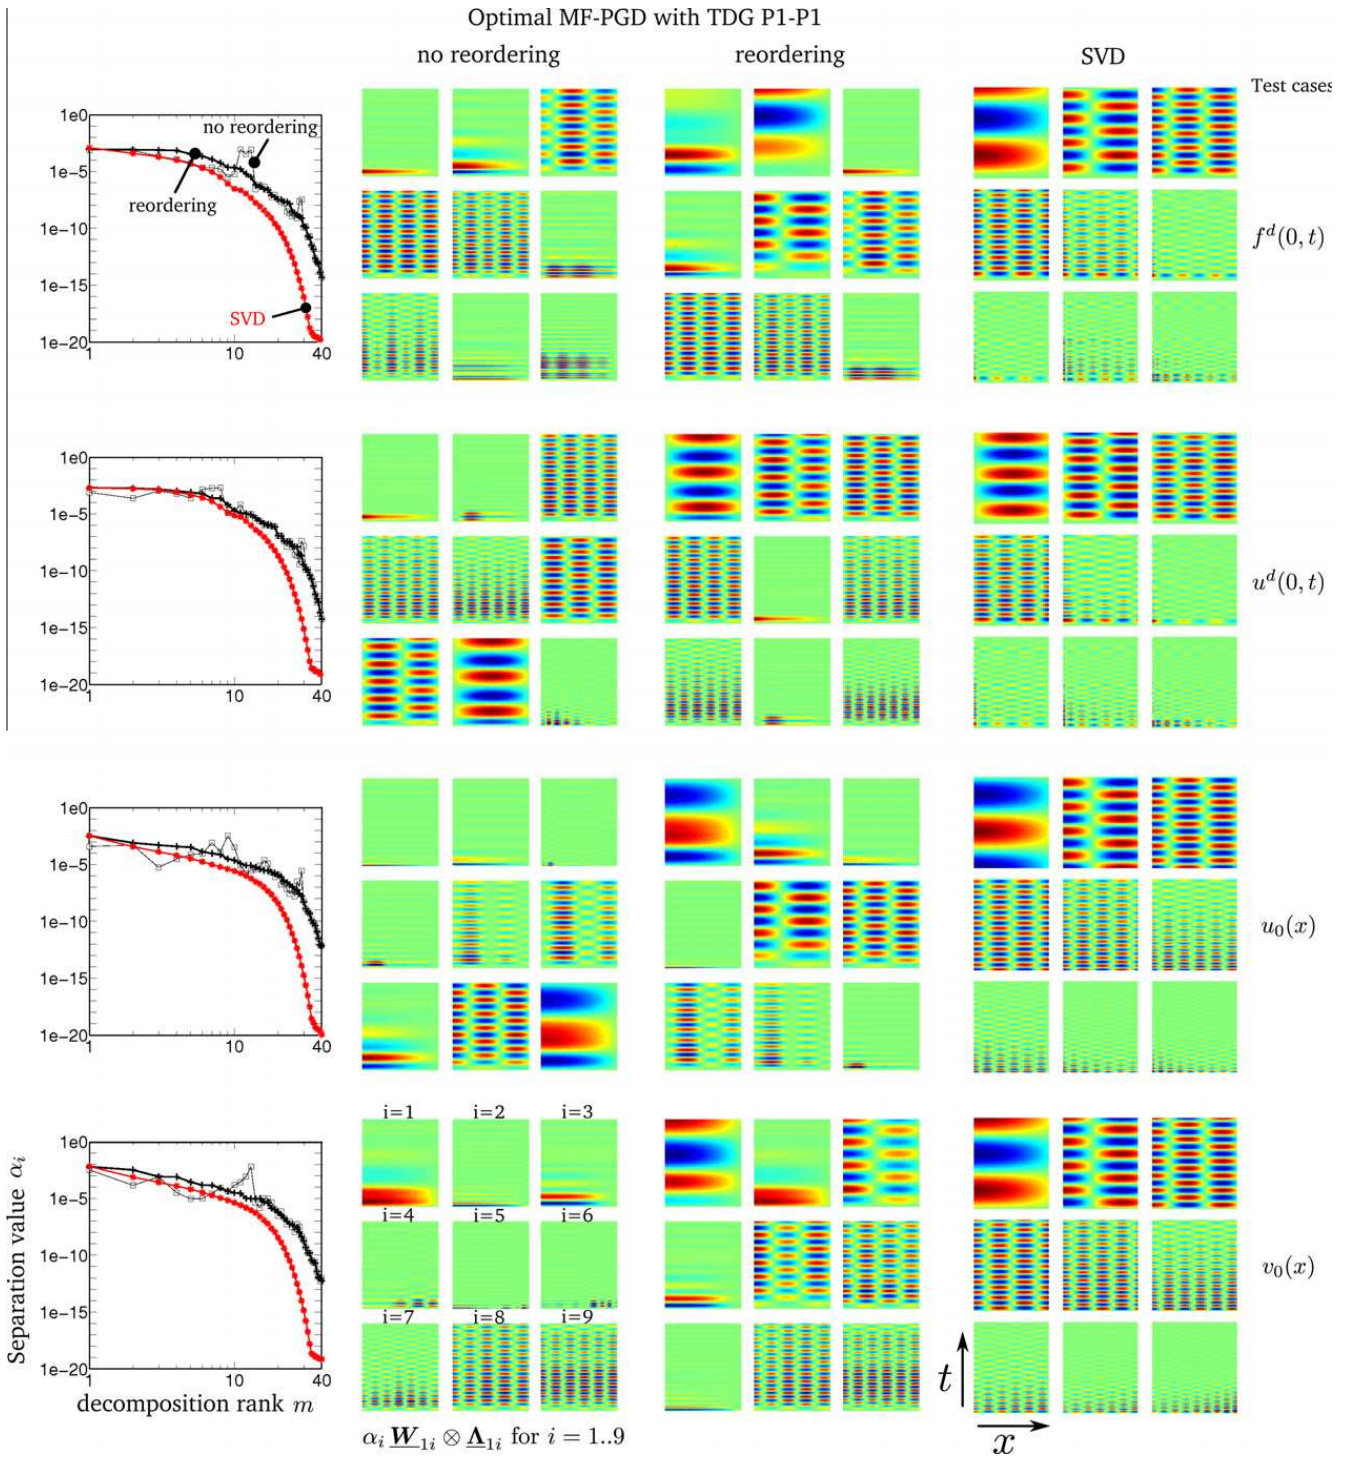 Optimal MF-PGD with TDG P1-P1
no reordering
reordering
SVD
Test cases
1e0
1e-5
1e-10
1e-15
1e-20
1
10
40
no reordering
reordering
SVD
f^d(0, t)
1e0
1e-5
1e-10
1e-15
1e-20
1
10
40
u^d(0, t)
1e0
1e-5
1e-10
1e-15
1e-20
1
10
40
u_0(x)
1e0
1e-5
1e-10
1e-15
1e-20
1
10
40
Separation value α_i
decomposition rank m
i=1
i=2
i=3
i=4
i=5
i=6
i=7
i=8
i=9
v_0(x)
t
x
α_i W_{1i} ⊗ Λ_{1i} for i = 1..9